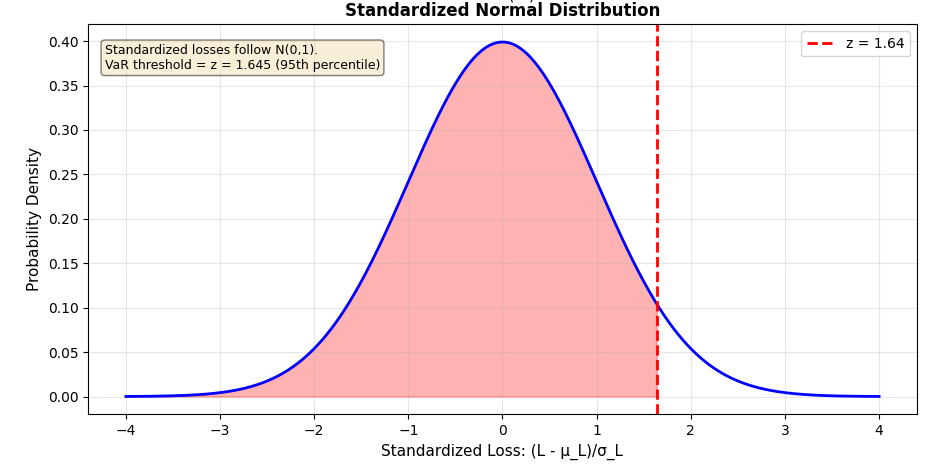 Standardized Normal Distribution
Standardized losses follow N(0,1).
VaR threshold = z = 1.645 (95th percentile)
z = 1.64
Probability Density
0.40
0.35
0.30
0.25
0.20
0.15
0.10
0.05
0.00
−4 −3 −2 −1 0 1 2 3 4
Standardized Loss: (L - μ_L)/σ_L